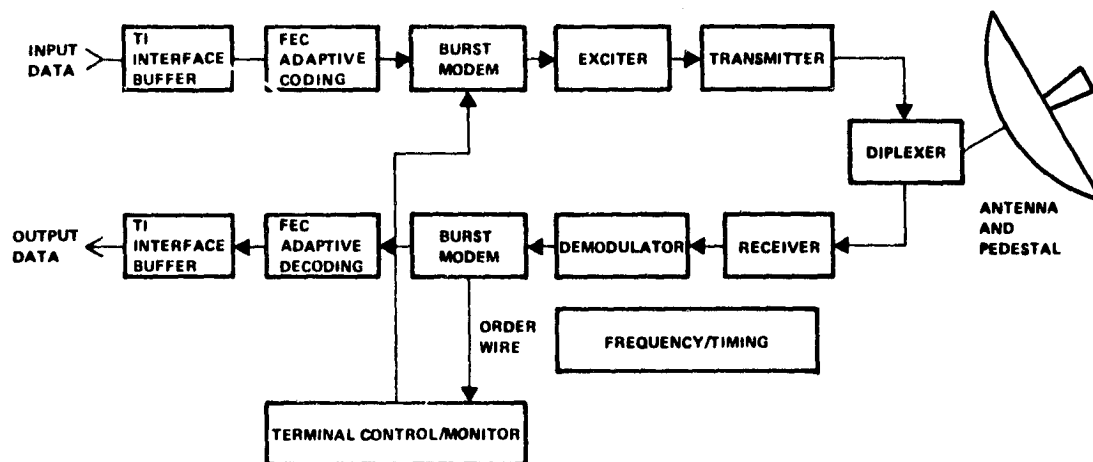 INPUT
DATA
TI
INTERFACE
BUFFER
FEC
ADAPTIVE
CODING
BURST
MODEM
EXCITER
TRANSMITTER
DIPLEXER
ANTENNA
AND
PEDESTAL
OUTPUT
DATA
TI
INTERFACE
BUFFER
FEC
ADAPTIVE
DECODING
BURST
MODEM
DEMODULATOR
RECEIVER
ORDER
WIRE
FREQUENCY/TIMING
TERMINAL CONTROL/MONITOR